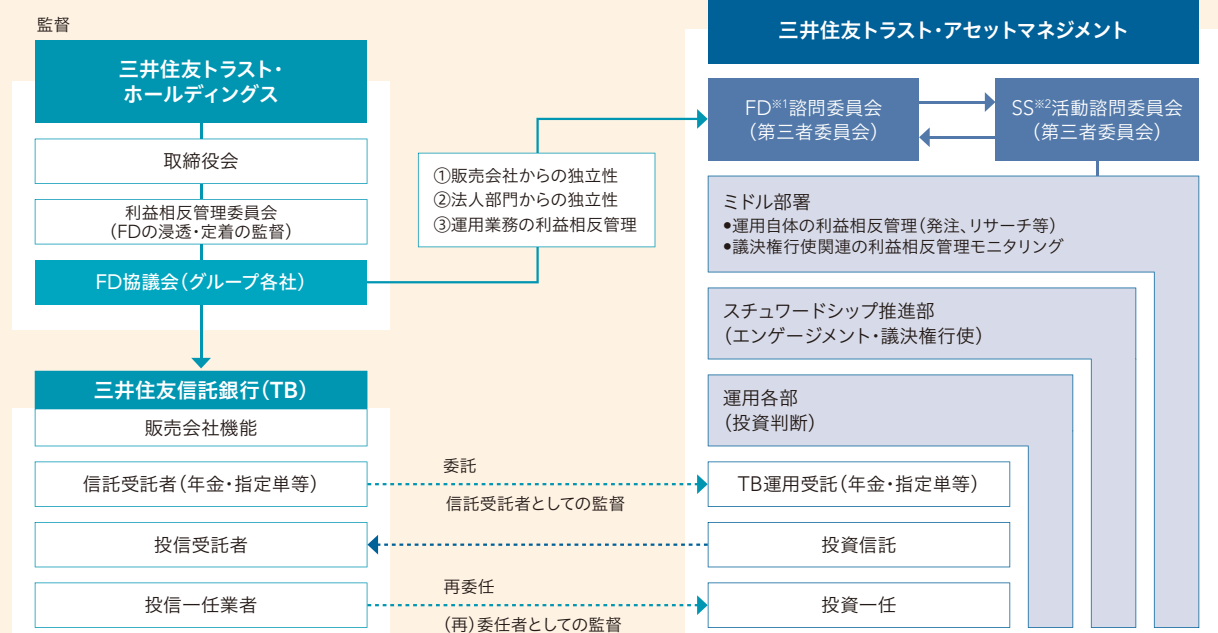 監督
三井住友トラスト・
ホールディングス
取締役会
利益相反管理委員会
(FDの浸透・定着の監督)
FD協議会(グループ各社)
三井住友信託銀行(TB)
販売会社機能
信託受託者(年金・指定単等)
投信受託者
投信一任業者
①販売会社からの独立性
②法人部門からの独立性
③運用業務の利益相反管理
委託
信託受託者としての監督
再委任
(再)委任者としての監督
三井住友トラスト・アセットマネジメント
FD※1諮問委員会
(第三者委員会)
SS※2活動諮問委員会
(第三者委員会)
ミドル部署
●運用自体の利益相反管理(発注、リサーチ等)
●議決権行使関連の利益相反管理モニタリング
スチュワードシップ推進部
(エンゲージメント・議決権行使)
運用各部
(投資判断)
TB運用受託(年金・指定単等)
投資信託
投資一任